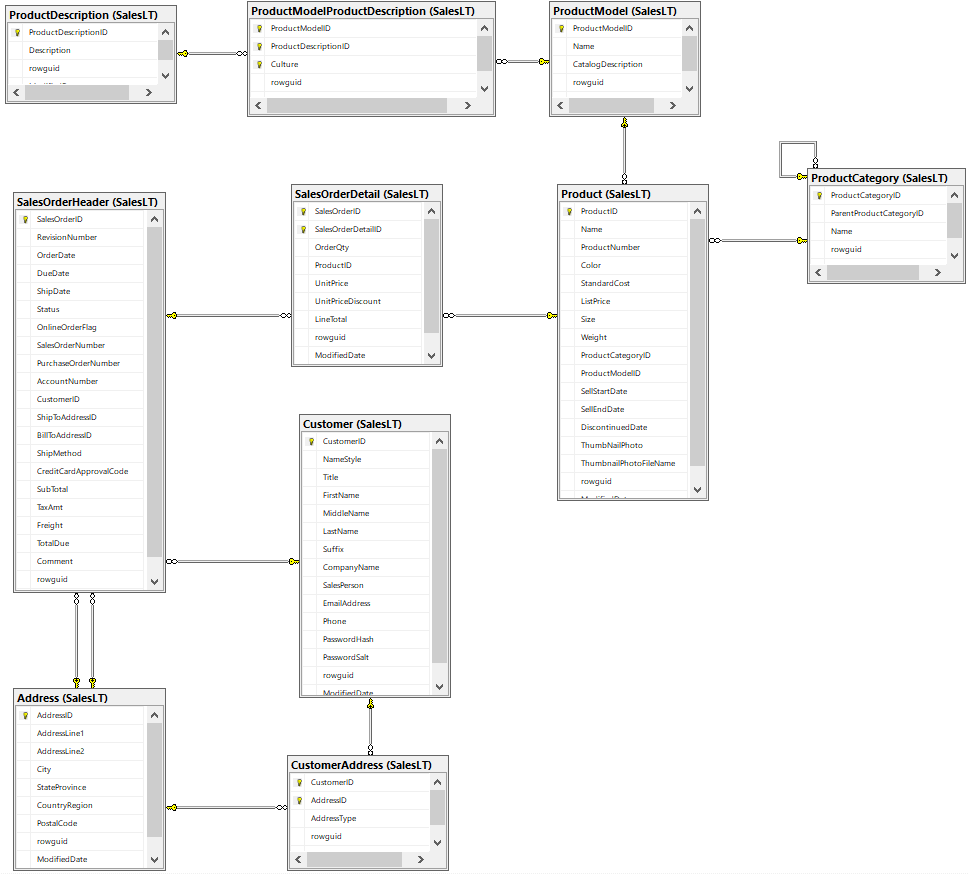 ProductDescription (SalesLT)
ProductDescriptionID
Description
rowguid
ProductModelProductDescription (SalesLT)
ProductModelID
ProductDescriptionID
Culture
rowguid
ProductModel (SalesLT)
ProductModelID
Name
CatalogDescription
rowguid
ProductCategory (SalesLT)
ProductCategoryID
ParentProductCategoryID
Name
rowguid
SalesOrderHeader (SalesLT)
SalesOrderID
RevisionNumber
OrderDate
DueDate
ShipDate
Status
OnlineOrderFlag
SalesOrderNumber
PurchaseOrderNumber
AccountNumber
CustomerID
ShipToAddressID
BillToAddressID
ShipMethod
CreditCardApprovalCode
SubTotal
TaxAmt
Freight
TotalDue
Comment
rowguid
SalesOrderDetail (SalesLT)
SalesOrderID
SalesOrderDetailID
OrderQty
ProductID
UnitPrice
UnitPriceDiscount
LineTotal
rowguid
ModifiedDate
Product (SalesLT)
ProductID
Name
ProductNumber
Color
StandardCost
ListPrice
Size
Weight
ProductCategoryID
ProductModelID
SellStartDate
SellEndDate
DiscontinuedDate
ThumbNailPhoto
ThumbnailPhotoFileName
rowguid
Customer (SalesLT)
CustomerID
NameStyle
Title
FirstName
MiddleName
LastName
Suffix
CompanyName
SalesPerson
EmailAddress
Phone
PasswordHash
PasswordSalt
rowguid
ModifiedDate
Address (SalesLT)
AddressID
AddressLine1
AddressLine2
City
StateProvince
CountryRegion
PostalCode
rowguid
ModifiedDate
CustomerAddress (SalesLT)
CustomerID
AddressID
AddressType
rowguid